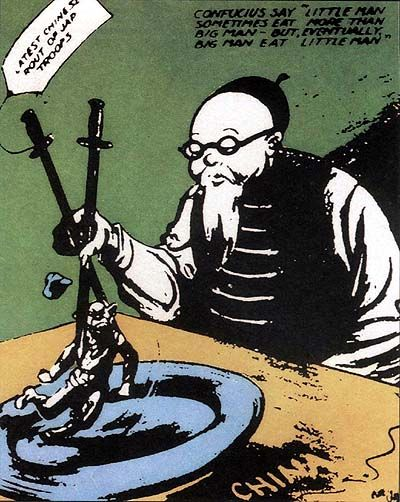 LATEST CHINESE
ROUT OF JAP
TROOPS
CONFUCIUS SAY "LITTLE MAN
SOMETIMES EAT MORE THAN
BIG MAN - BUT, EVENTUALLY,
BIG MAN EAT LITTLE MAN"
CHINA